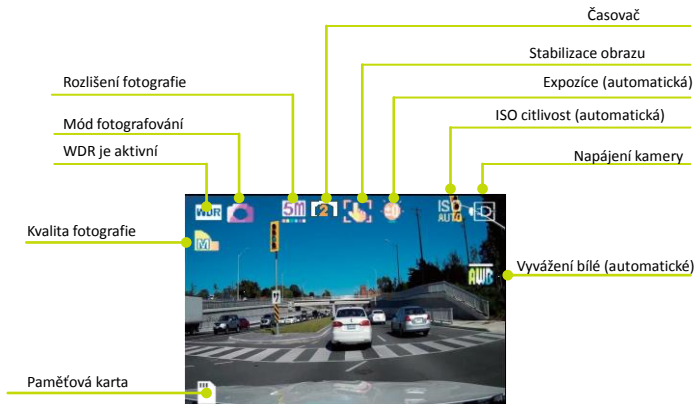 Časovač
Stabilizace obrazu
Rozlišení fotografie
Expozíce (automatická)
Mód fotografování
ISO citlivost (automatická)
WDR je aktivní
Napájení kamery
WDR
5M
2
ISO
AUTO
Kvalita fotografie
M
AWB
Vyvážení bílé (automatické)
Paměťová karta